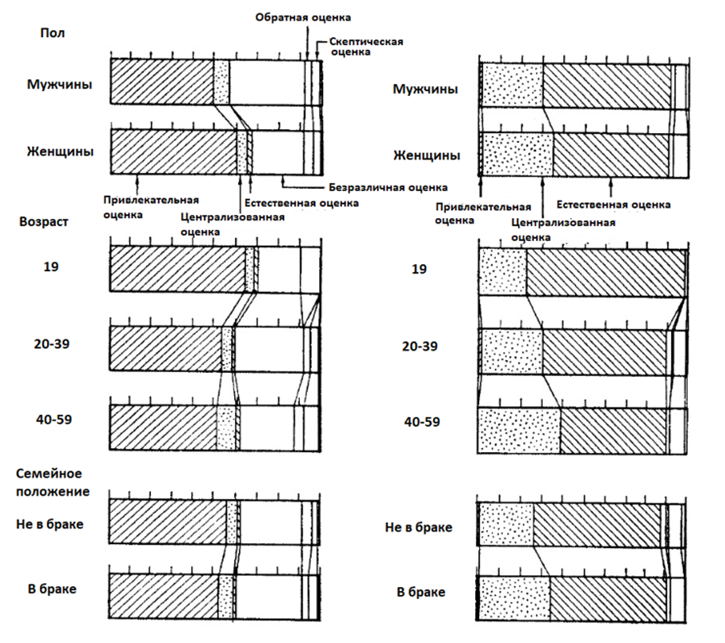 Пол
Обратная оценка
Скептическая
оценка
Мужчины
Женщины
Привлекательная
оценка
Централизованная
оценка
Естественная оценка
Безразличная оценка
Мужчины
Женщины
Привлекательная
оценка
Централизованная
оценка
Естественная оценка
Возраст
19
20-39
40-59
19
20-39
40-59
Семейное
положение
Не в браке
В браке
Не в браке
В браке